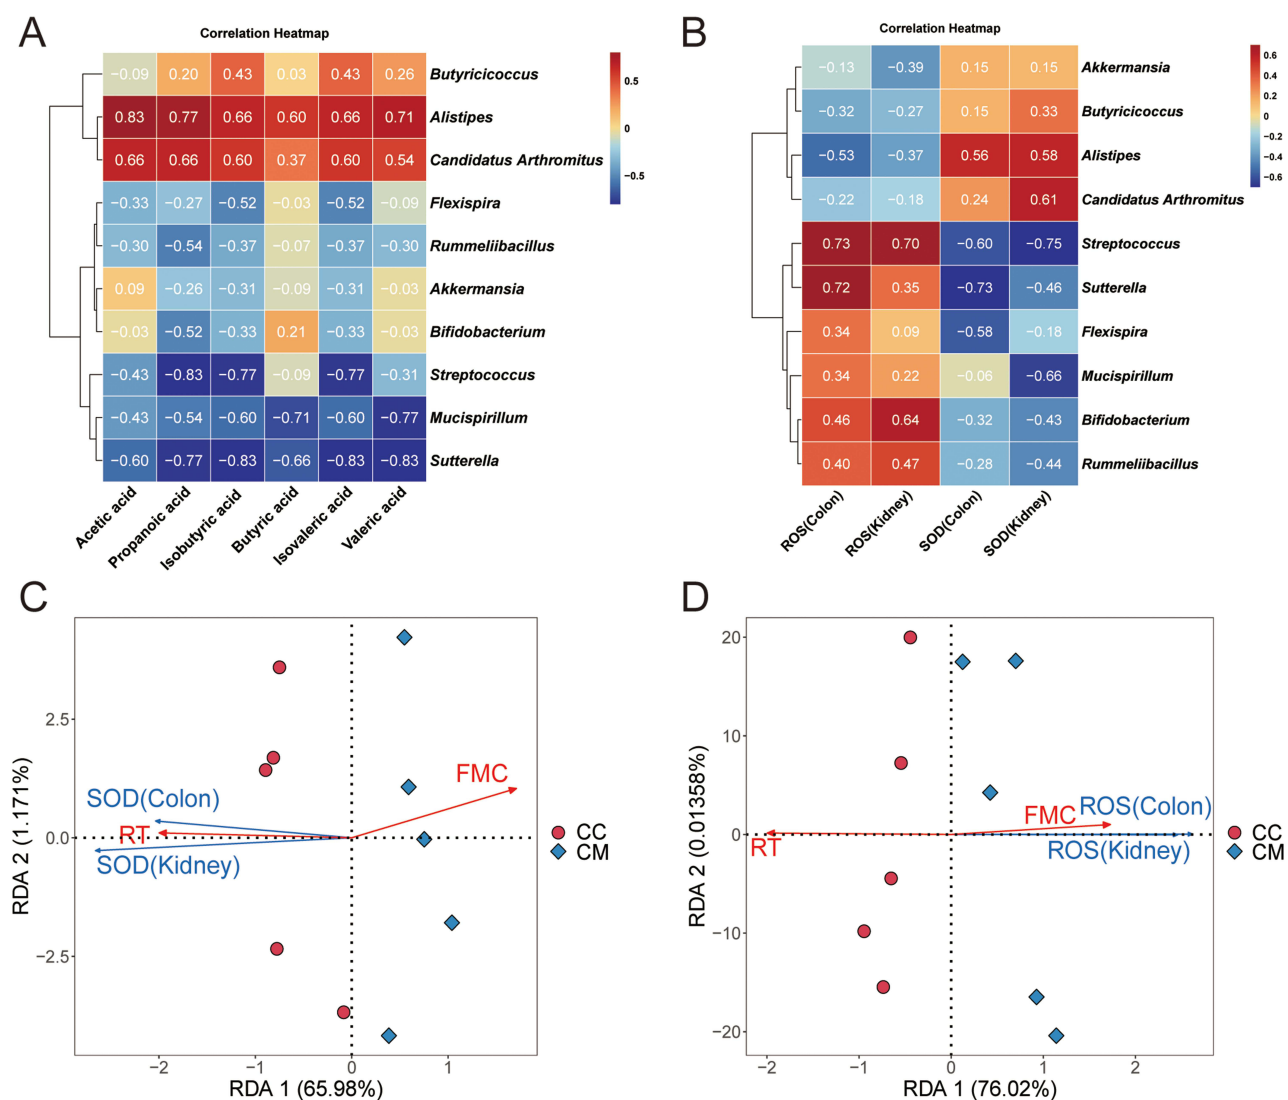 A
Correlation Heatmap
−0.09 0.20 0.43 0.03 0.43 0.26 Butyricicoccus
0.83 0.77 0.66 0.60 0.66 0.71 Alistipes
0.66 0.66 0.60 0.37 0.60 0.54 Candidatus Arthromitus
−0.33 −0.27 −0.52 −0.03 −0.52 −0.09 Flexispira
−0.30 −0.54 −0.37 −0.07 −0.37 −0.30 Rummeliibacillus
0.09 −0.26 −0.31 −0.09 −0.31 −0.03 Akkermansia
−0.03 −0.52 −0.33 0.21 −0.33 −0.03 Bifidobacterium
−0.43 −0.83 −0.77 −0.09 −0.77 −0.31 Streptococcus
−0.43 −0.54 −0.60 −0.71 −0.60 −0.77 Mucispirillum
−0.60 −0.77 −0.83 −0.66 −0.83 −0.83 Sutterella
Acetic acid
Propanoic acid
Isobutyric acid
Butyric acid
Isovaleric acid
Valeric acid
0.5
0
−0.5
B
Correlation Heatmap
−0.13 −0.39 0.15 0.15 Akkermansia
−0.32 −0.27 0.15 0.33 Butyricicoccus
−0.53 −0.37 0.56 0.58 Alistipes
−0.22 −0.18 0.24 0.61 Candidatus Arthromitus
0.73 0.70 −0.60 −0.75 Streptococcus
0.72 0.35 −0.73 −0.46 Sutterella
0.34 0.09 −0.58 −0.18 Flexispira
0.34 0.22 −0.06 −0.66 Mucispirillum
0.46 0.64 −0.32 −0.43 Bifidobacterium
0.40 0.47 −0.28 −0.44 Rummeliibacillus
ROS(Colon)
ROS(Kidney)
SOD(Colon)
SOD(Kidney)
0.6
0.4
0.2
0
−0.2
−0.4
−0.6
C
RDA 2 (1.171%)
2.5
0.0
−2.5
FMC
SOD(Colon)
RT
SOD(Kidney)
CC
CM
−2 −1 0 1
RDA 1 (65.98%)
D
RDA 2 (0.01358%)
20
10
0
−10
−20
FMC
ROS(Colon)
RT
ROS(Kidney)
CC
CM
−2 −1 0 1 2
RDA 1 (76.02%)